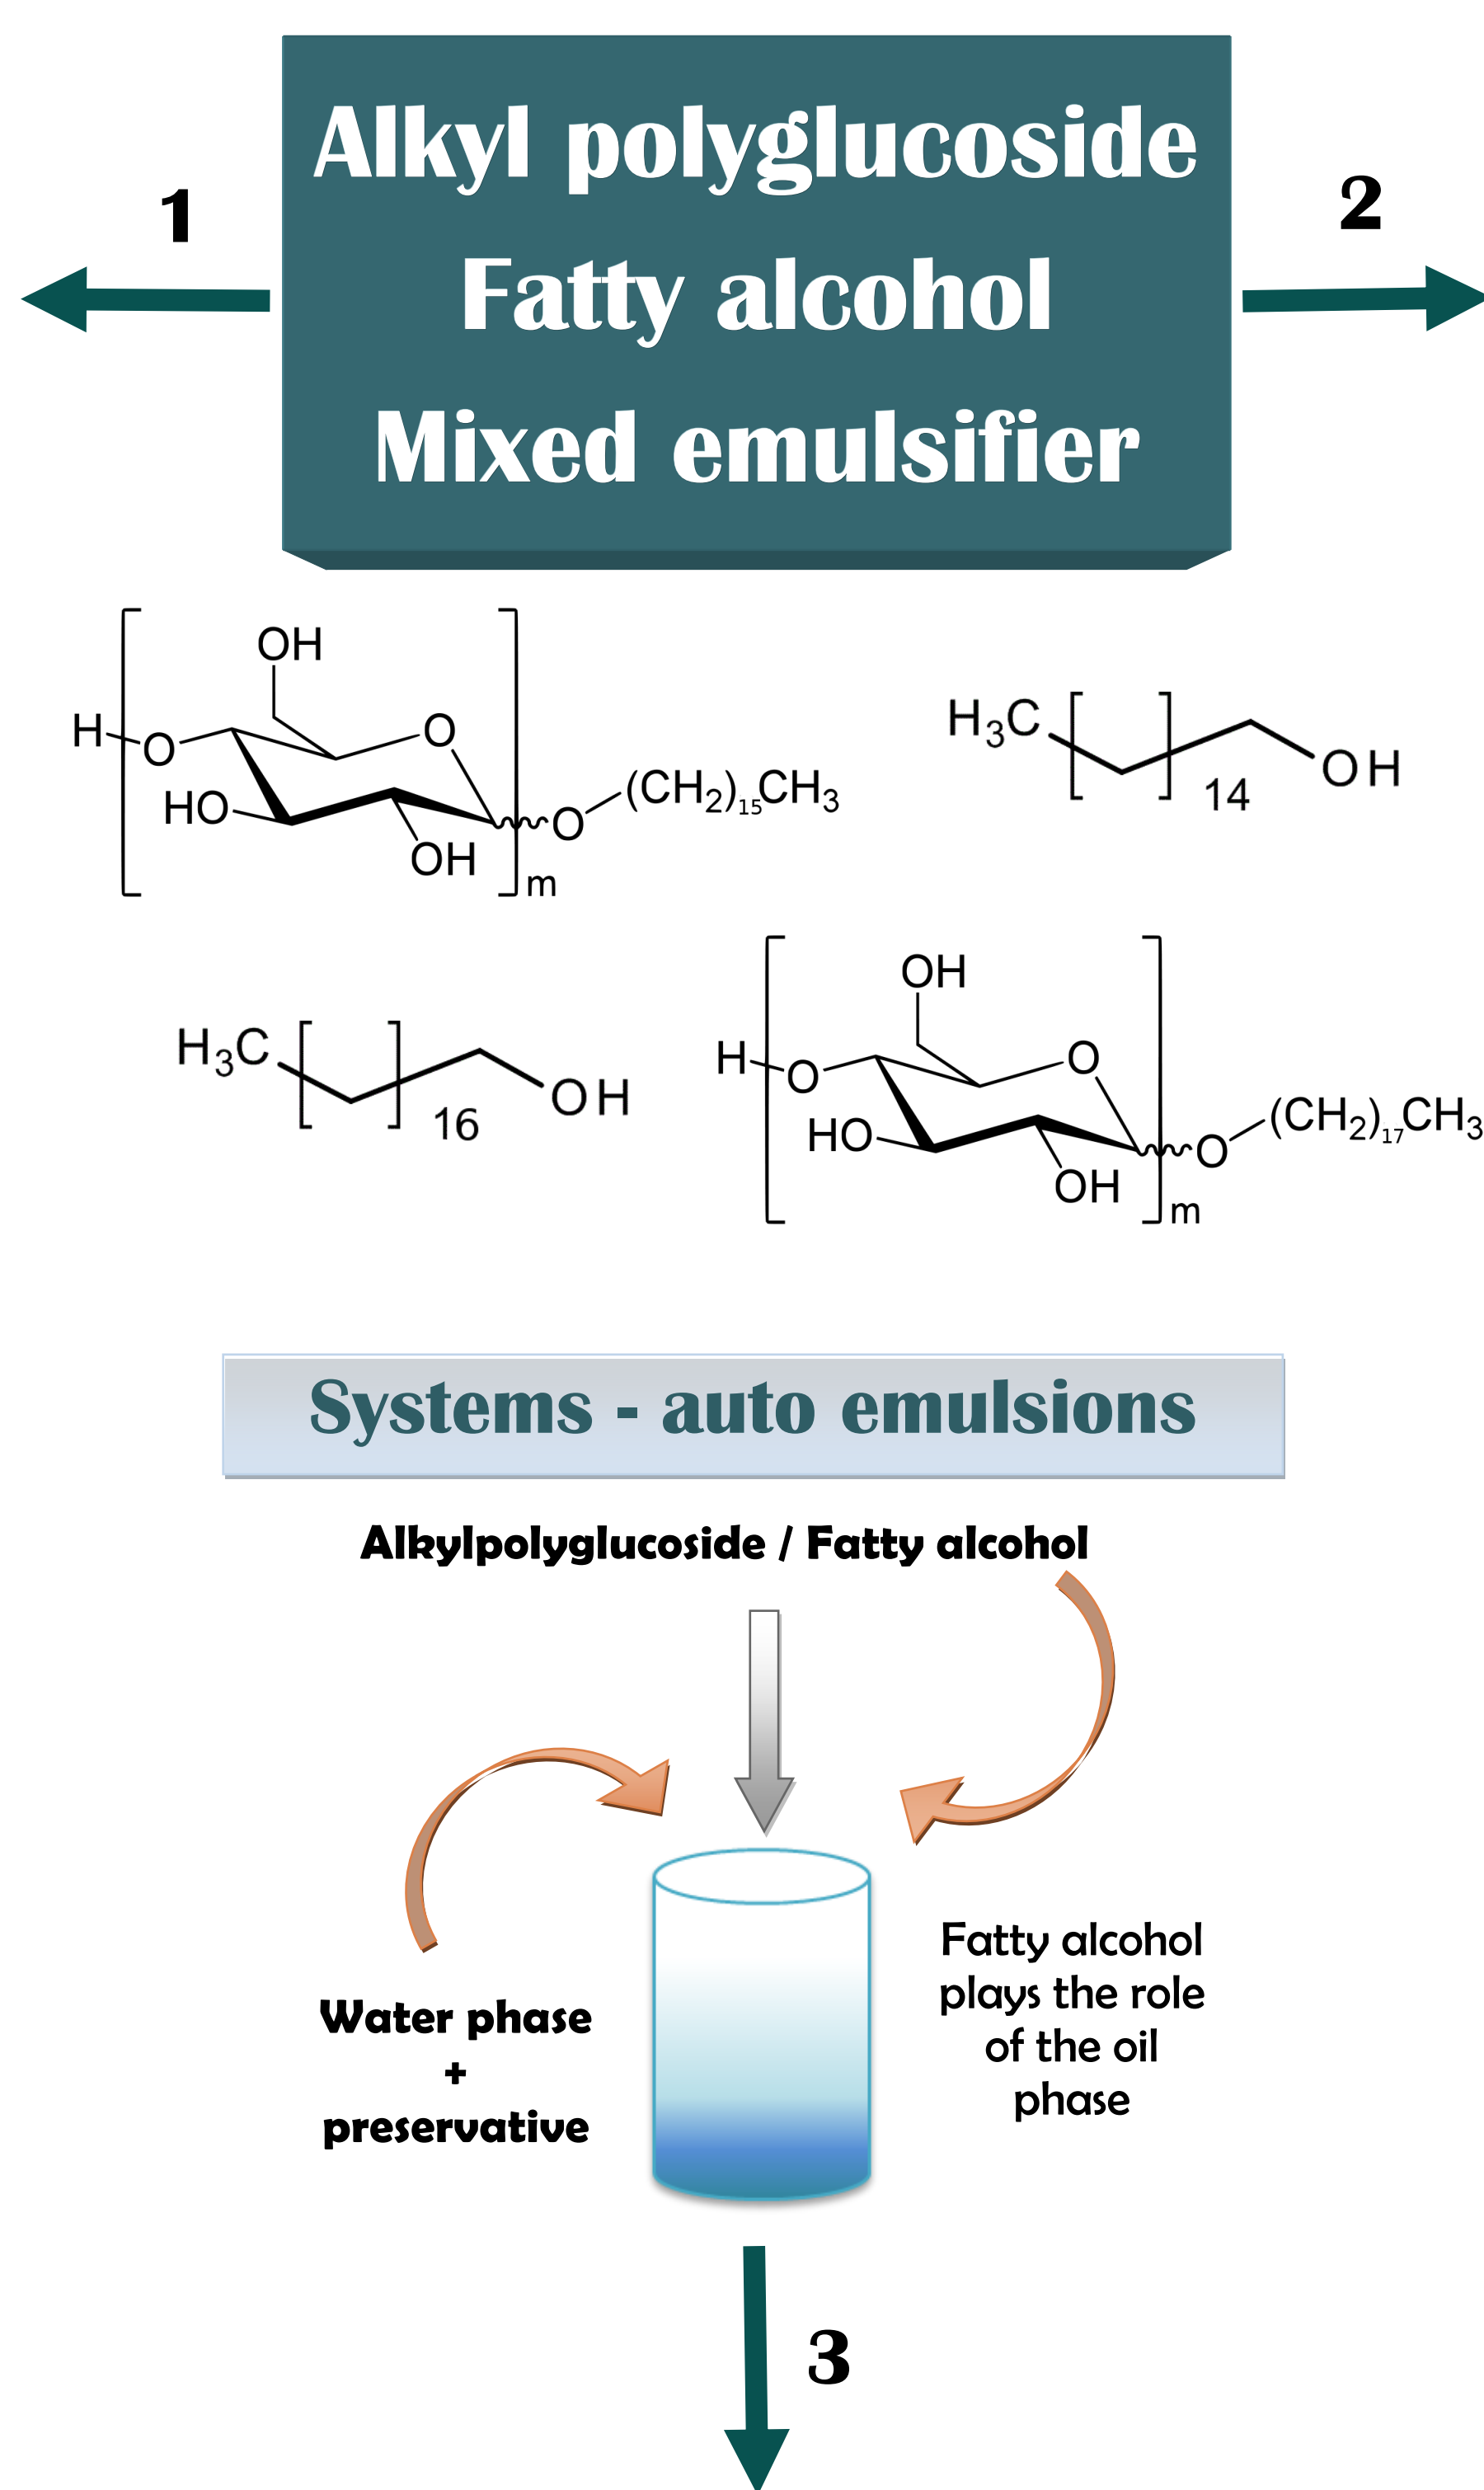 Alkyl polyglucoside
Fatty alcohol
Mixed emulsifier
1
2
OH
H
O
O
HO
OH
O
(CH2)15CH3
m
H3C
14
OH
H3C
16
OH
OH
H
O
O
HO
OH
O
(CH2)17CH3
m
Systems - auto emulsions
Alkylpolyglucoside / Fatty alcohol
Water phase
+
preservative
Fatty alcohol
plays the role
of the oil
phase
3